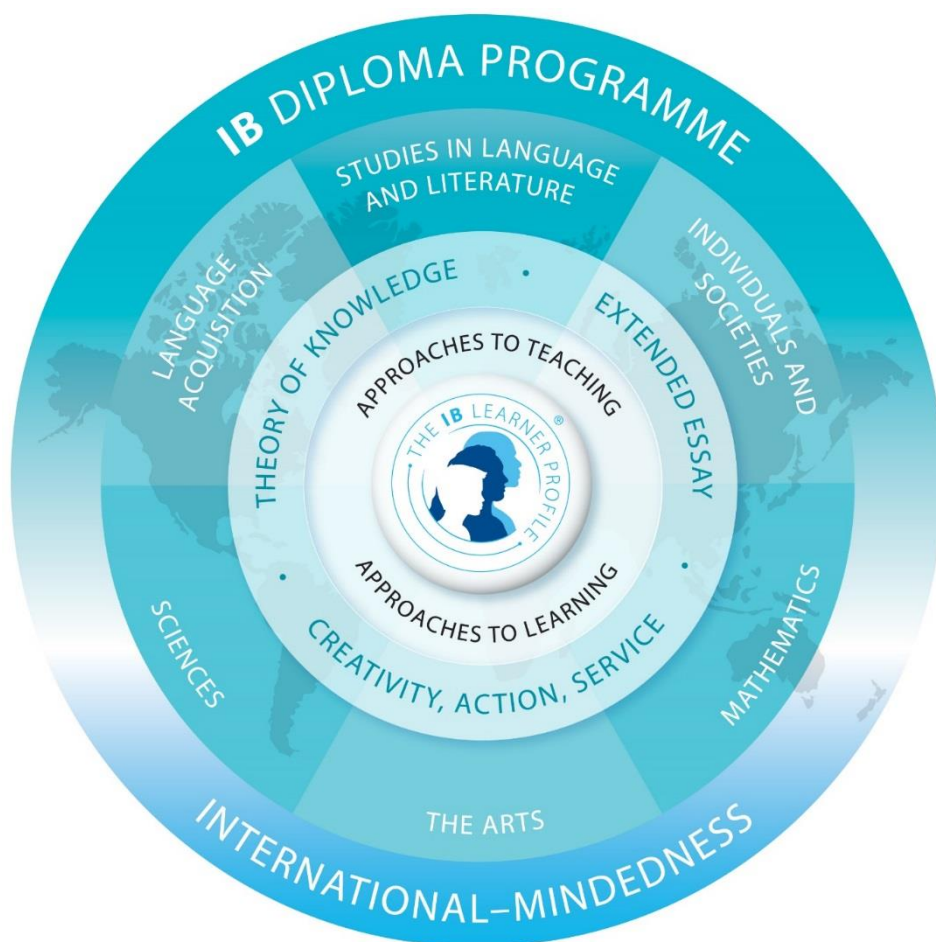 IB DIPLOMA PROGRAMME
STUDIES IN LANGUAGE
AND LITERATURE
LANGUAGE
ACQUISITION
INDIVIDUALS AND
SOCIETIES
THEORY OF KNOWLEDGE
EXTENDED ESSAY
APPROACHES TO TEACHING
THE IB LEARNER PROFILE ®
APPROACHES TO LEARNING
CREATIVITY, ACTION, SERVICE
SCIENCES
MATHEMATICS
THE ARTS
INTERNATIONAL–MINDEDNESS